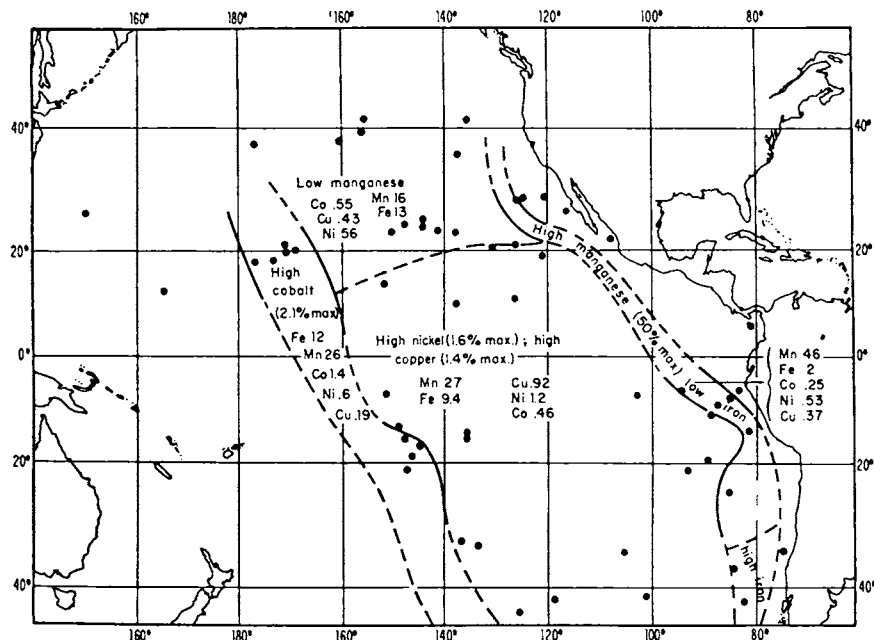 160° 180° 160° 140° 120° 100° 80°
40° 40°
Low manganese
Co .55 Mn 16
Cu .43 Fe 13
Ni 56
20° 20°
High
cobalt
(2.1% max)
Fe 12
Mn 26
Co 1.4
Ni .6
Cu .19
High manganese (50% max) low iron
0° 0°
High nickel (1.6% max.) ; high
copper (1.4% max.)
Mn 27 Cu.92
Fe 9.4 Ni 1.2
Co .46
Mn 46
Fe 2
Co .25
Ni .53
Cu .37
20° 20°
high iron
40° 40°
160° 180° 160° 140° 120° 100° 80°